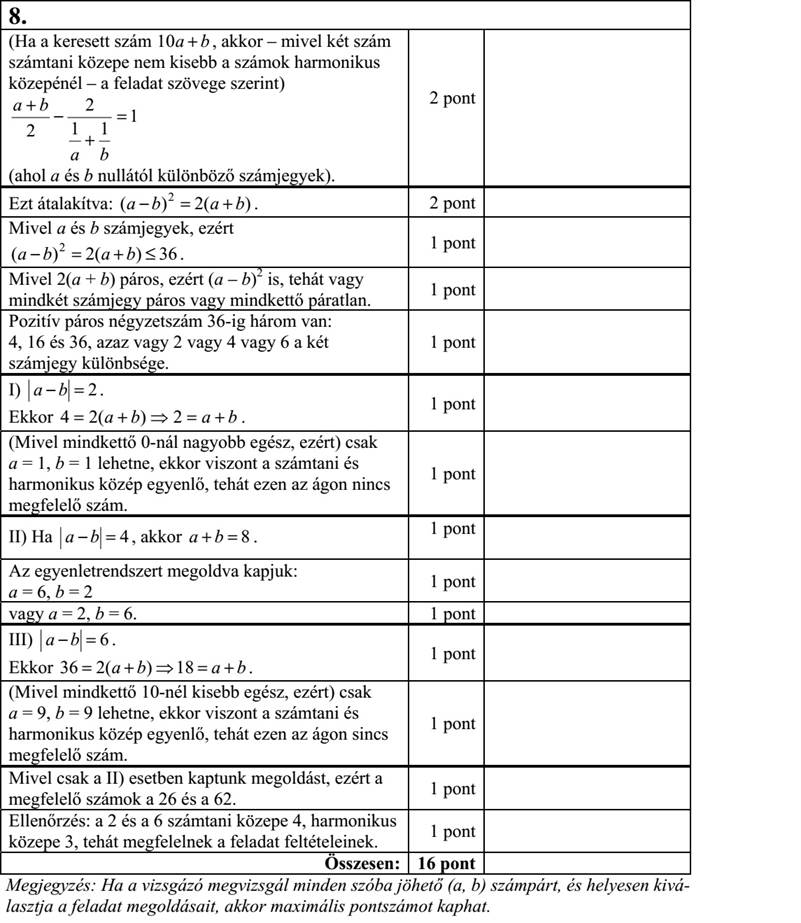 8.
(Ha a keresett szám 10a + b, akkor – mivel két szám
számtani közepe nem kisebb a számok harmonikus
közepénél – a feladat szövege szerint)
2 pont
\frac{a+b}{2} - \frac{2}{\frac{1}{a}+\frac{1}{b}} = 1
(ahol a és b nullától különböző számjegyek).
Ezt átalakítva: (a − b)² = 2(a + b).
2 pont
Mivel a és b számjegyek, ezért
(a − b)² = 2(a + b) ≤ 36.
1 pont
Mivel 2(a + b) páros, ezért (a – b)² is, tehát vagy
mindkét számjegy páros vagy mindkettő páratlan.
1 pont
Pozitív páros négyzetszám 36-ig három van:
4, 16 és 36, azaz vagy 2 vagy 4 vagy 6 a két
számjegy különbsége.
1 pont
I) |a − b| = 2.
Ekkor 4 = 2(a + b) ⇒ 2 = a + b.
1 pont
(Mivel mindkettő 0-nál nagyobb egész, ezért) csak
a = 1, b = 1 lehetne, ekkor viszont a számtani és
harmonikus közép egyenlő, tehát ezen az ágon nincs
megfelelő szám.
1 pont
II) Ha |a − b| = 4, akkor a + b = 8.
1 pont
Az egyenletrendszert megoldva kapjuk:
a = 6, b = 2
1 pont
vagy a = 2, b = 6.
1 pont
III) |a − b| = 6.
Ekkor 36 = 2(a + b) ⇒ 18 = a + b.
1 pont
(Mivel mindkettő 10-nél kisebb egész, ezért) csak
a = 9, b = 9 lehetne, ekkor viszont a számtani és
harmonikus közép egyenlő, tehát ezen az ágon sincs
megfelelő szám.
1 pont
Mivel csak a II) esetben kaptunk megoldást, ezért a
megfelelő számok a 26 és a 62.
1 pont
Ellenőrzés: a 2 és a 6 számtani közepe 4, harmonikus
közepe 3, tehát megfelelnek a feladat feltételeinek.
1 pont
Összesen: 16 pont
Megjegyzés: Ha a vizsgázó megvizsgál minden szóba jöhető (a, b) számpárt, és helyesen kivá-
lasztja a feladat megoldásait, akkor maximális pontszámot kaphat.